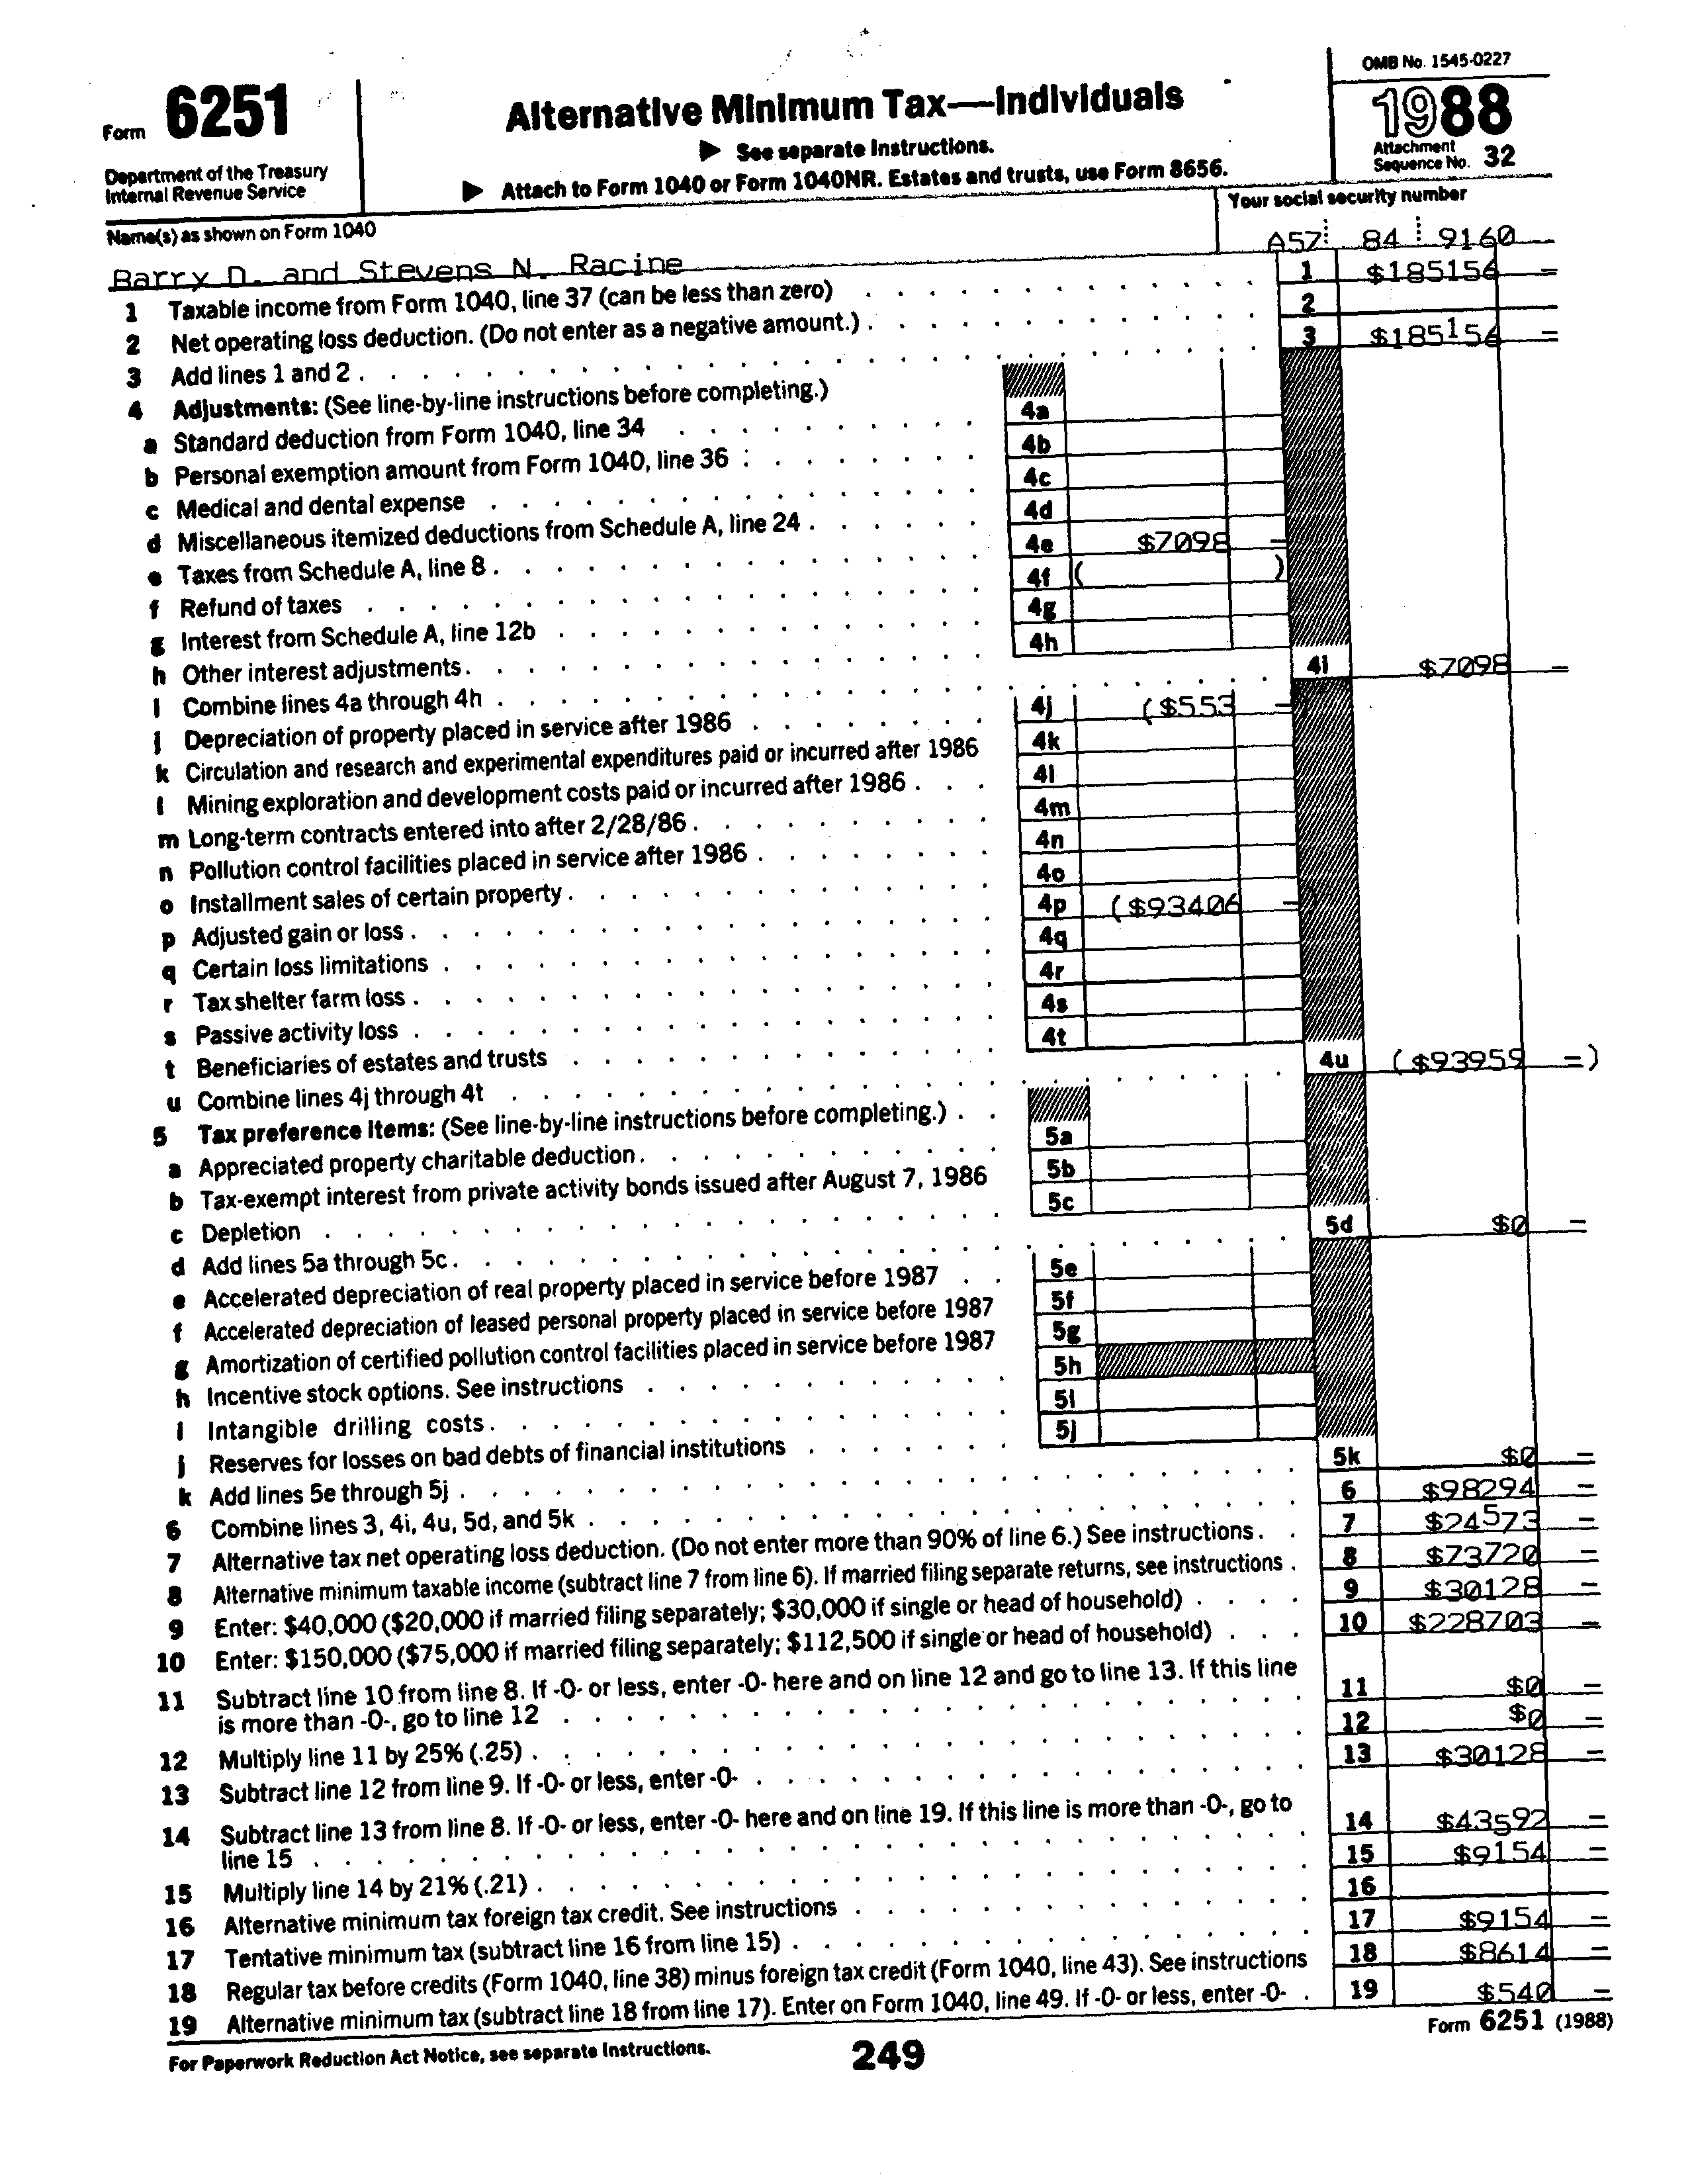 Form 6251
Department of the Treasury
Internal Revenue Service
Alternative Minimum Tax—Individuals
▶ See separate Instructions.
▶ Attach to Form 1040 or Form 1040NR. Estates and trusts, use Form 8656.
OMB No. 1545-0227
1988
Attachment
Sequence No. 32
Name(s) as shown on Form 1040
Your social security number
Barry D. and Stevens N. Racine
A57 84 9160
1 Taxable income from Form 1040, line 37 (can be less than zero) 1 $185156 —
2 Net operating loss deduction. (Do not enter as a negative amount.) 2
3 Add lines 1 and 2 3 $185156 —
4 Adjustments: (See line-by-line instructions before completing.)
a Standard deduction from Form 1040, line 34 4a
b Personal exemption amount from Form 1040, line 36 4b
c Medical and dental expense 4c
d Miscellaneous itemized deductions from Schedule A, line 24 4d
e Taxes from Schedule A, line 8 4e $7098 —
f Refund of taxes 4f ( )
g Interest from Schedule A, line 12b 4g
h Other interest adjustments 4h
i Combine lines 4a through 4h 4i $7098 —
j Depreciation of property placed in service after 1986 4j ($553 —)
k Circulation and research and experimental expenditures paid or incurred after 1986 4k
l Mining exploration and development costs paid or incurred after 1986 4l
m Long-term contracts entered into after 2/28/86 4m
n Pollution control facilities placed in service after 1986 4n
o Installment sales of certain property 4o
p Adjusted gain or loss 4p ($93406 —)
q Certain loss limitations 4q
r Tax shelter farm loss 4r
s Passive activity loss 4s
t Beneficiaries of estates and trusts 4t
u Combine lines 4j through 4t 4u ($93959 —)
5 Tax preference items: (See line-by-line instructions before completing.)
a Appreciated property charitable deduction 5a
b Tax-exempt interest from private activity bonds issued after August 7, 1986 5b
c Depletion 5c
d Add lines 5a through 5c 5d $0 —
e Accelerated depreciation of real property placed in service before 1987 5e
f Accelerated depreciation of leased personal property placed in service before 1987 5f
g Amortization of certified pollution control facilities placed in service before 1987 5g
h Incentive stock options. See instructions 5h
i Intangible drilling costs 5i
j Reserves for losses on bad debts of financial institutions 5j
k Add lines 5e through 5j 5k $0 —
6 Combine lines 3, 4i, 4u, 5d, and 5k 6 $98294 —
7 Alternative tax net operating loss deduction. (Do not enter more than 90% of line 6.) See instructions 7 $24573 —
8 Alternative minimum taxable income (subtract line 7 from line 6). If married filing separate returns, see instructions 8 $73720 —
9 Enter: $40,000 ($20,000 if married filing separately; $30,000 if single or head of household) 9 $30128 —
10 Enter: $150,000 ($75,000 if married filing separately; $112,500 if single or head of household) 10 $228703 —
11 Subtract line 10 from line 8. If -0- or less, enter -0- here and on line 12 and go to line 13. If this line
is more than -0-, go to line 12 11 $0 —
12 Multiply line 11 by 25% (.25) 12 $0 —
13 Subtract line 12 from line 9. If -0- or less, enter -0- 13 $30128 —
14 Subtract line 13 from line 8. If -0- or less, enter -0- here and on line 19. If this line is more than -0-, go to
line 15 14 $43592 —
15 Multiply line 14 by 21% (.21) 15 $9154 —
16 Alternative minimum tax foreign tax credit. See instructions 16
17 Tentative minimum tax (subtract line 16 from line 15) 17 $9154 —
18 Regular tax before credits (Form 1040, line 38) minus foreign tax credit (Form 1040, line 43). See instructions 18 $8614 —
19 Alternative minimum tax (subtract line 18 from line 17). Enter on Form 1040, line 49. If -0- or less, enter -0- 19 $540 —
For Paperwork Reduction Act Notice, see separate Instructions.
249
Form 6251 (1988)